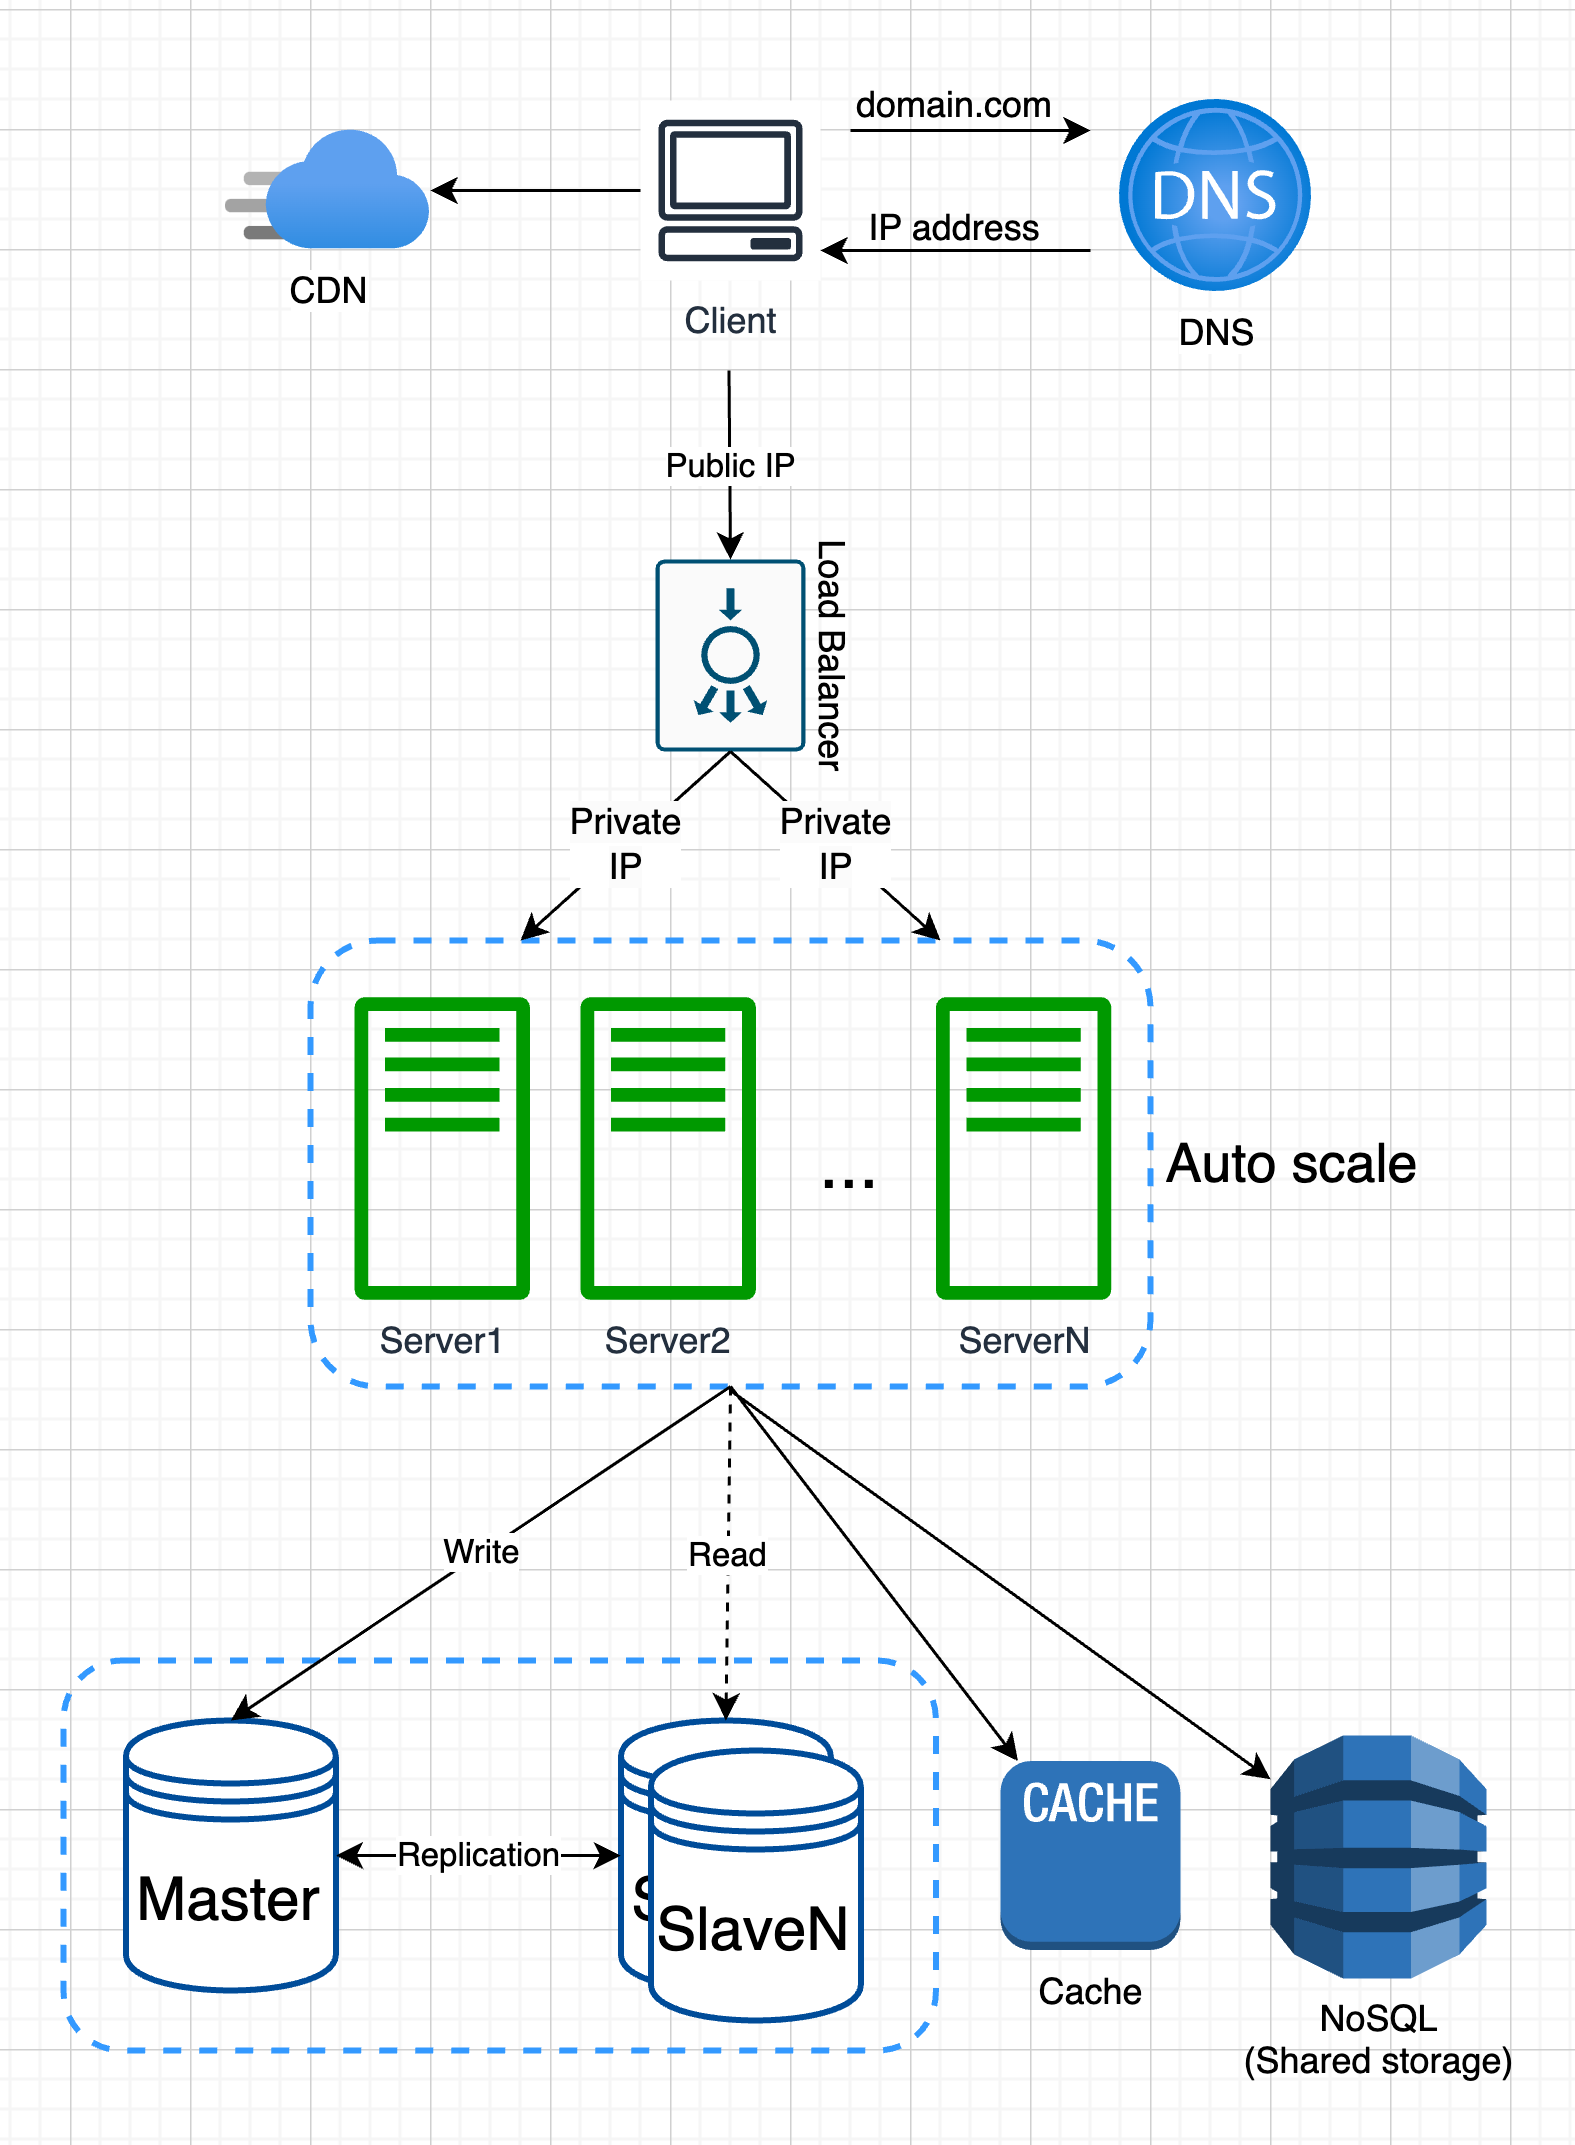 domain.com
DNS
IP address
CDN
Client
DNS
Public IP
Load Balancer
Private
IP
Private
IP
...
Auto scale
Server1
Server2
ServerN
Write
Read
CACHE
Replication
Master
SlaveN
Cache
NoSQL
(Shared storage)